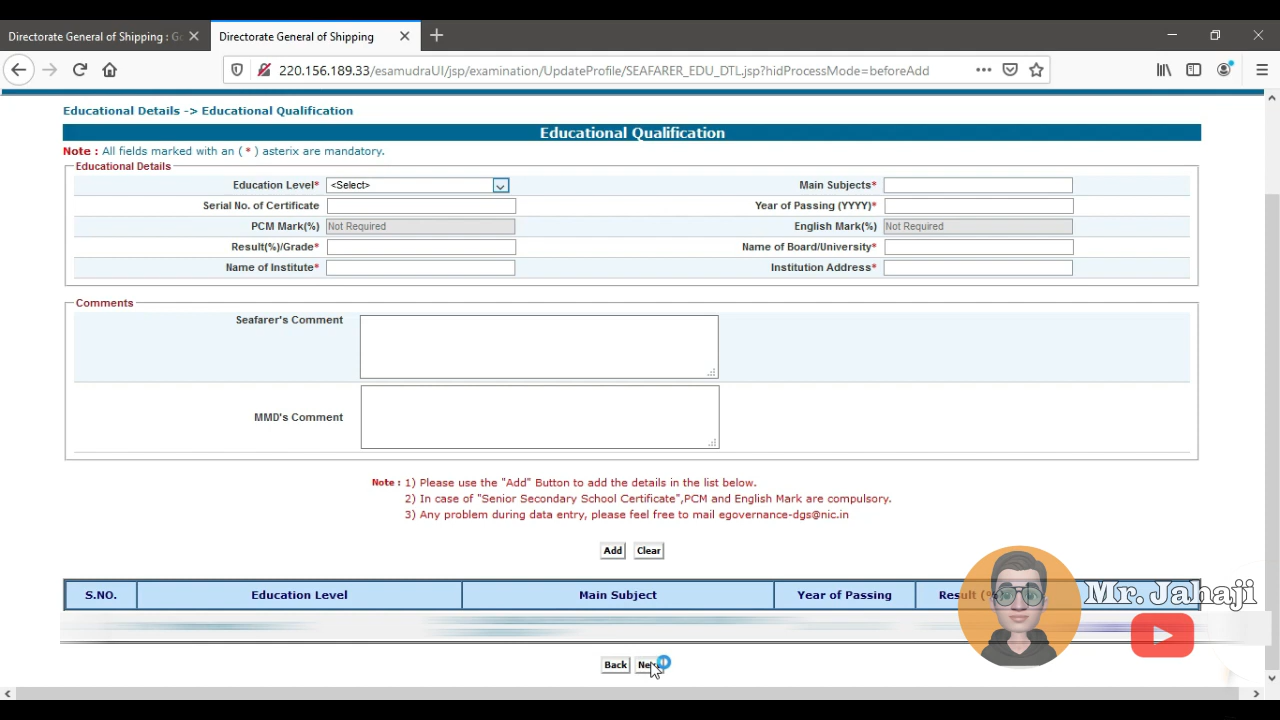 Directorate General of Shipping : Go
Directorate General of Shipping
220.156.189.33/esamudraUI/jsp/examination/UpdateProfile/SEAFARER_EDU_DTL.jsp?hidProcessMode=beforeAdd
Educational Details -> Educational Qualification
Educational Qualification
Note : All fields marked with an ( * ) asterix are mandatory.
Educational Details
Education Level* <Select> Main Subjects*
Serial No. of Certificate Year of Passing (YYYY)*
PCM Mark(%) Not Required English Mark(%) Not Required
Result(%)/Grade* Name of Board/University*
Name of Institute* Institution Address*
Comments
Seafarer's Comment
MMD's Comment
Note : 1) Please use the "Add" Button to add the details in the list below.
2) In case of "Senior Secondary School Certificate",PCM and English Mark are compulsory.
3) Any problem during data entry, please feel free to mail egovernance-dgs@nic.in
Add Clear
S.NO. Education Level Main Subject Year of Passing Result (%)
Mr. Jahaji
Back